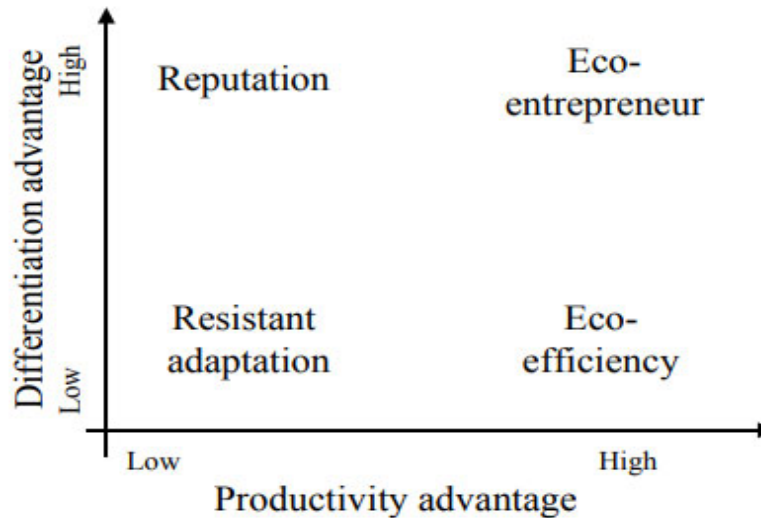 Differentiation advantage
High
Low
Reputation
Eco-
entrepreneur
Resistant
adaptation
Eco-
efficiency
Low
High
Productivity advantage